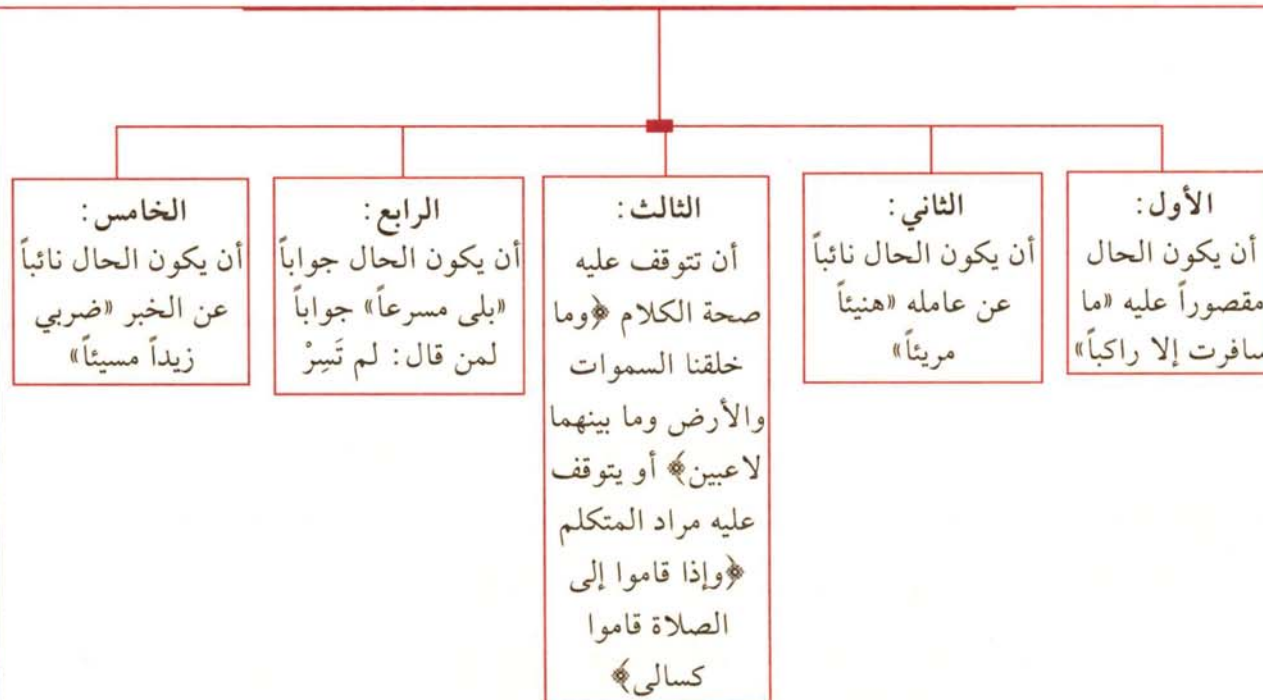 الأول:
أن يكون الحال
مقصوراً عليه «ما
سافرت إلا راكباً»
الثاني:
أن يكون الحال نائباً
عن عامله «هنيئاً
مريئاً»
الثالث:
أن تتوقف عليه
صحة الكلام ﴿وما
خلقنا السموات
والأرض وما بينهما
لاعبين﴾ أو يتوقف
عليه مراد المتكلم
﴿وإذا قاموا إلى
الصلاة قاموا
كسالى﴾
الرابع:
أن يكون الحال جواباً
«بلى مسرعاً» جواباً
لمن قال: لم تَسِرْ
الخامس:
أن يكون الحال نائباً
عن الخبر «ضربي
زيداً مسيئاً»